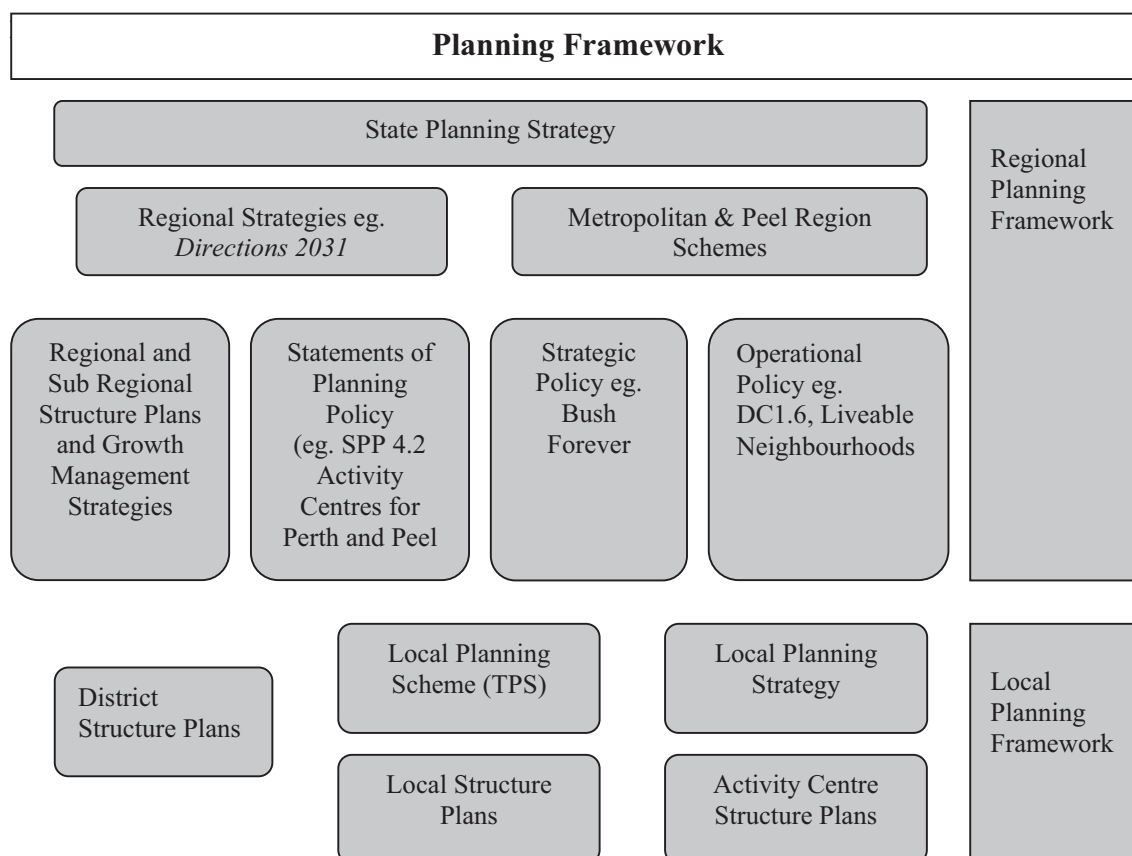 Planning Framework
State Planning Strategy
Regional
Planning
Framework
Regional Strategies eg.
Directions 2031
Metropolitan & Peel Region
Schemes
Regional and
Sub Regional
Structure Plans
and Growth
Management
Strategies
Statements of
Planning
Policy
(eg. SPP 4.2
Activity
Centres for
Perth and Peel
Strategic
Policy eg.
Bush
Forever
Operational
Policy eg.
DC1.6, Liveable
Neighbourhoods
District
Structure Plans
Local Planning
Scheme (TPS)
Local Planning
Strategy
Local
Planning
Framework
Local Structure
Plans
Activity Centre
Structure Plans